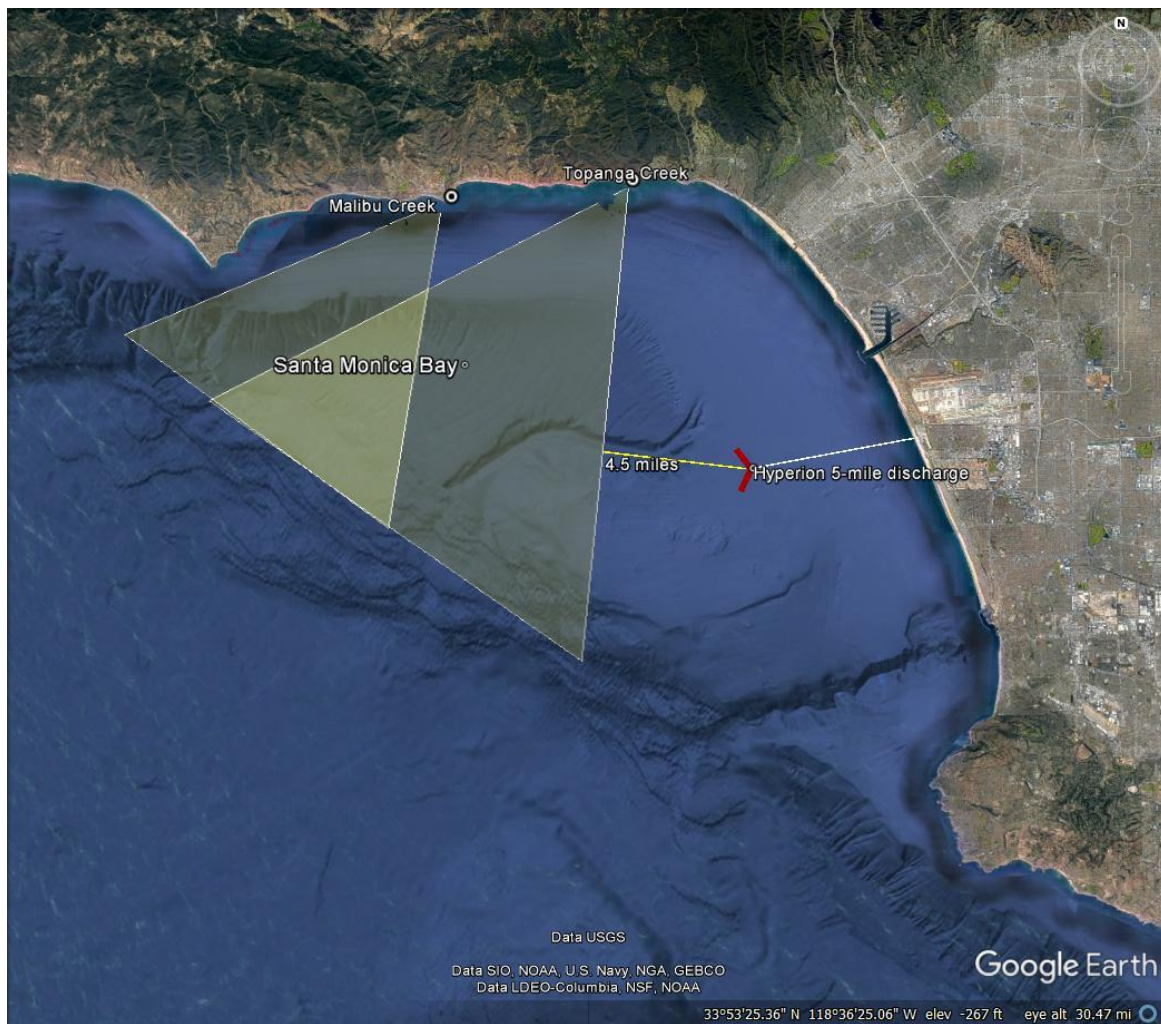 N
Topanga Creek
Malibu Creek
Santa Monica Bay
4.5 miles
Hyperion 5-mile discharge
Data USGS
Data SIO, NOAA, U.S. Navy, NGA, GEBCO
Data LDEO-Columbia, NSF, NOAA
Google Earth
33°53'25.36" N 118°36'25.06" W elev -267 ft eye alt 30.47 mi